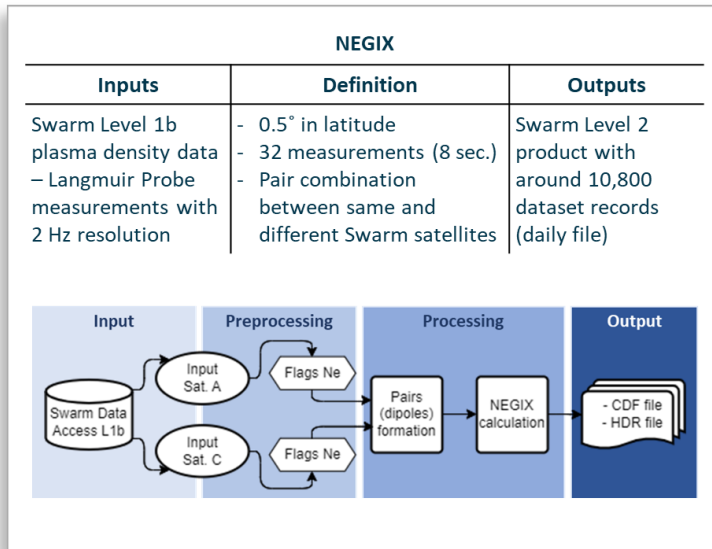 NEGIX
Inputs
Definition
Outputs
Swarm Level 1b
plasma density data
– Langmuir Probe
measurements with
2 Hz resolution
- 0.5˚ in latitude
- 32 measurements (8 sec.)
- Pair combination
between same and
different Swarm satellites
Swarm Level 2
product with
around 10,800
dataset records
(daily file)
Input
Preprocessing
Processing
Output
Swarm Data
Access L1b
Input
Sat. A
Input
Sat. C
Flags Ne
Flags Ne
Pairs
(dipoles)
formation
NEGIX
calculation
- CDF file
- HDR file